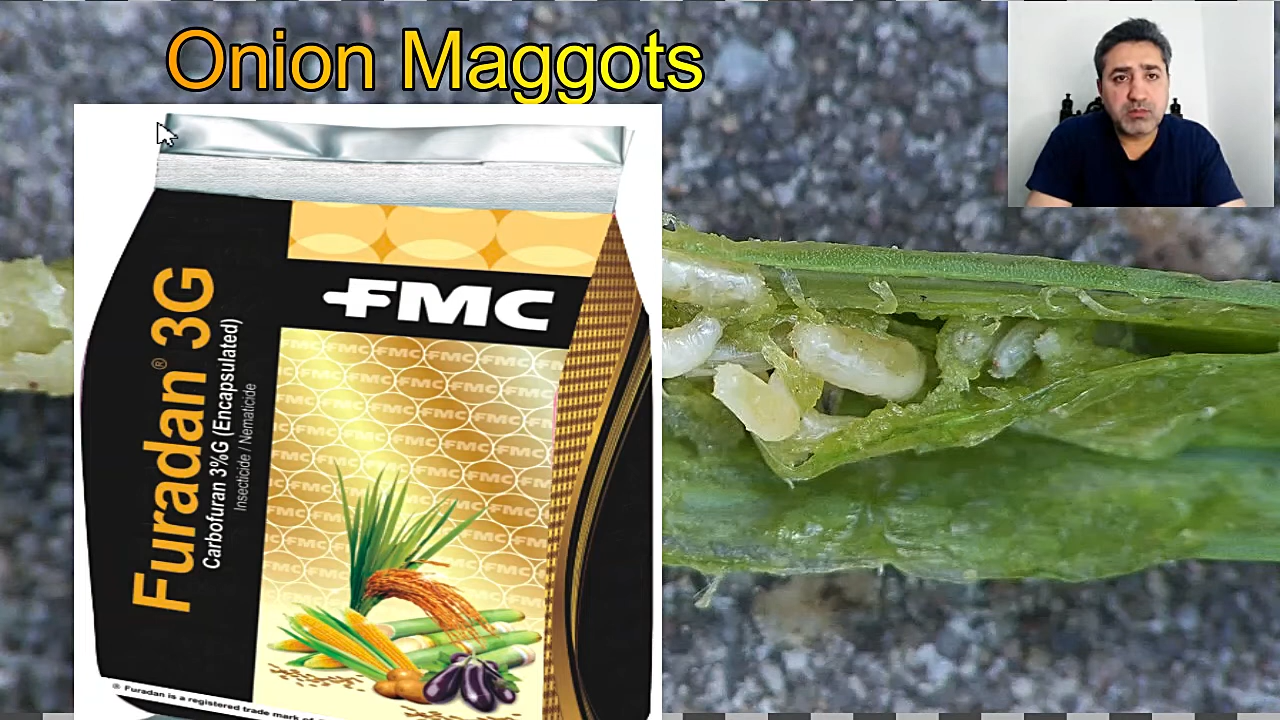 Onion Maggots
FMC
Furadan® 3G
Carbofuran 3%G (Encapsulated)
Insecticide / Nematicide
® Furadan is a registered trade mark of